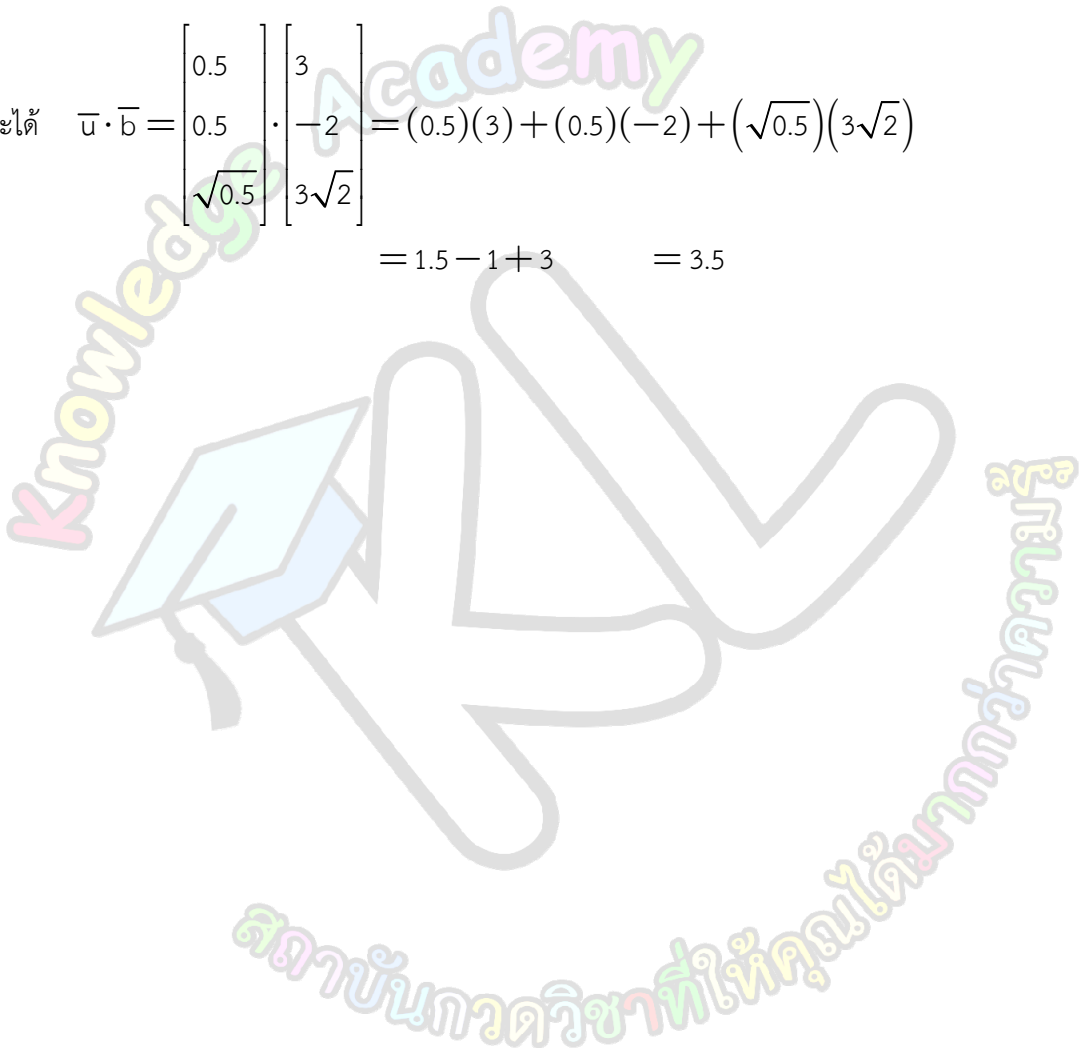 Knowledge Academy
ะได้ u̅ · b̅ = [0.5 0.5 √0.5] · [3 −2 3√2] = (0.5)(3) + (0.5)(−2) + (√0.5)(3√2)
= 1.5 − 1 + 3 = 3.5
KL
สถาบันกวดวิชาที่ให้คุณได้มากกว่าความรู้